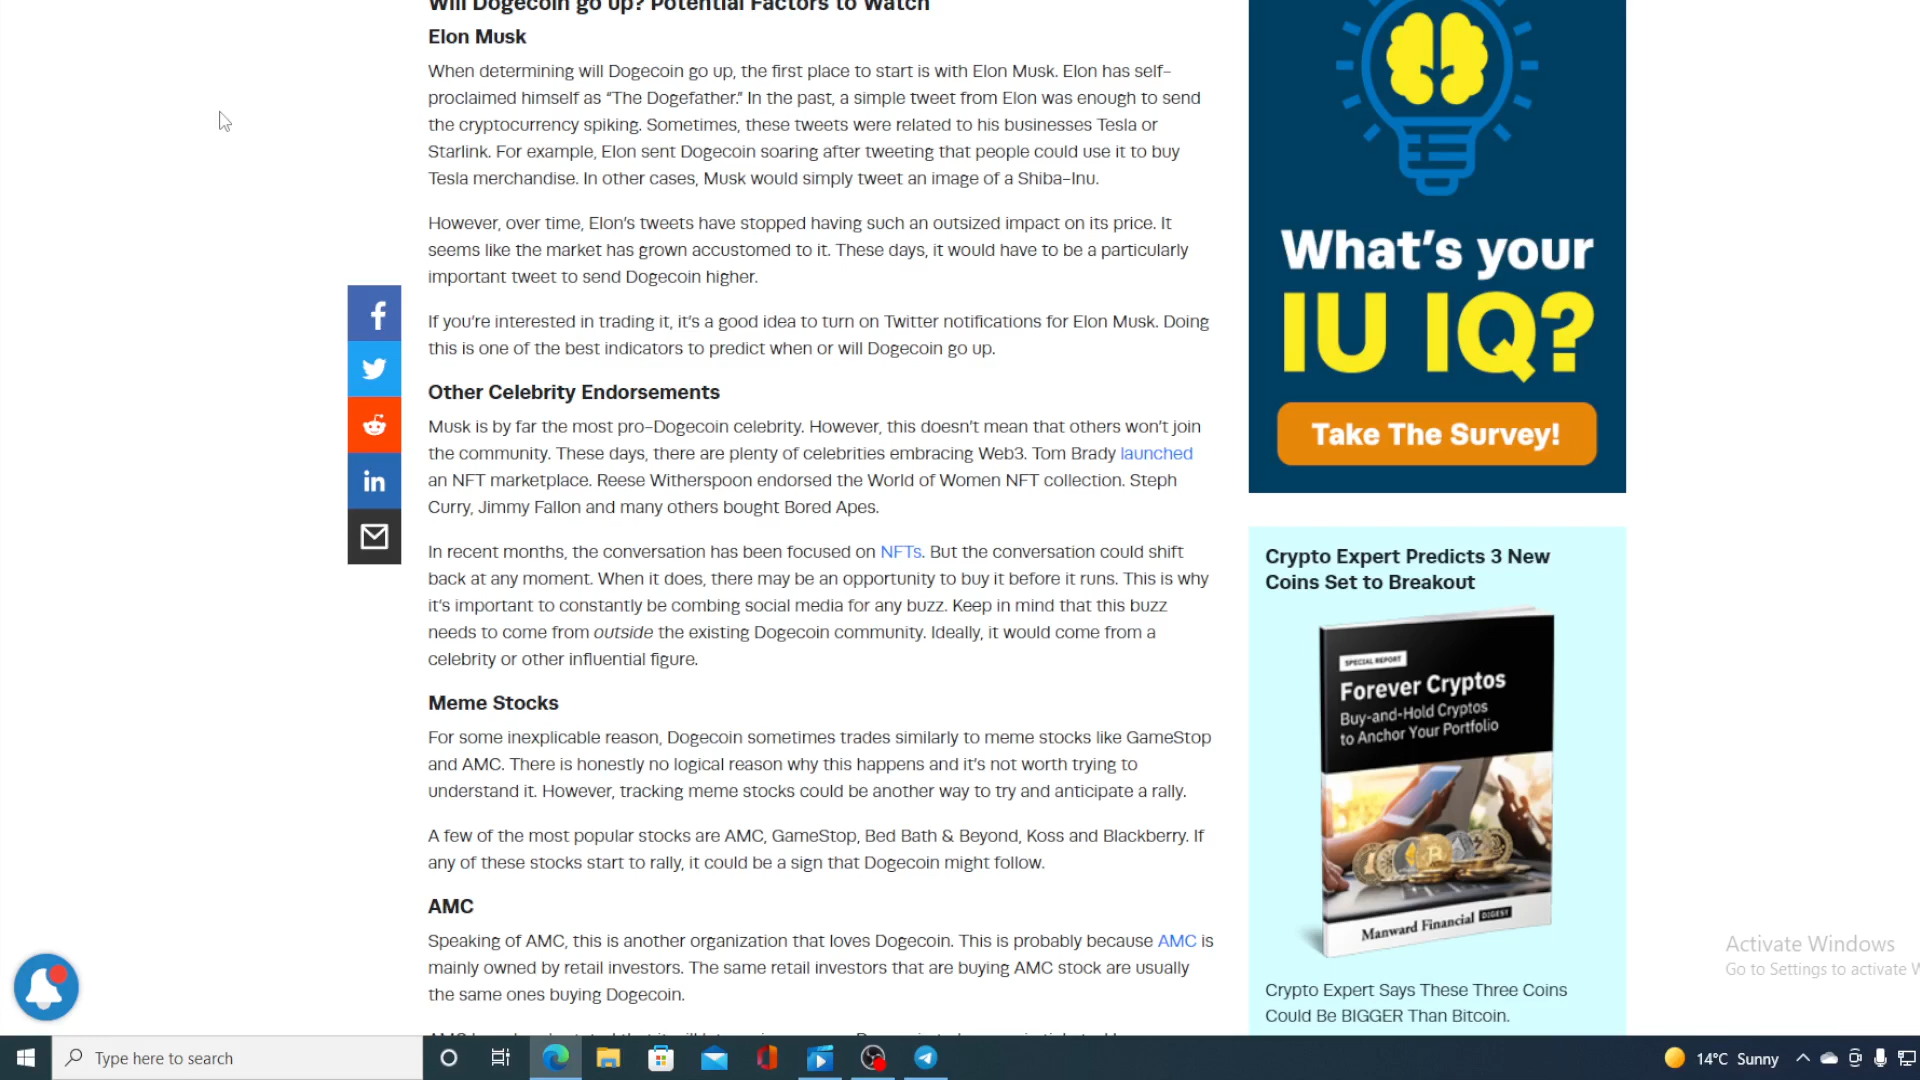 Will Dogecoin go up? Potential Factors to Watch
Elon Musk
When determining will Dogecoin go up, the first place to start is with Elon Musk. Elon has self-
proclaimed himself as “The Dogefather.” In the past, a simple tweet from Elon was enough to send
the cryptocurrency spiking. Sometimes, these tweets were related to his businesses Tesla or
Starlink. For example, Elon sent Dogecoin soaring after tweeting that people could use it to buy
Tesla merchandise. In other cases, Musk would simply tweet an image of a Shiba-Inu.
However, over time, Elon’s tweets have stopped having such an outsized impact on its price. It
seems like the market has grown accustomed to it. These days, it would have to be a particularly
important tweet to send Dogecoin higher.
If you’re interested in trading it, it’s a good idea to turn on Twitter notifications for Elon Musk. Doing
this is one of the best indicators to predict when or will Dogecoin go up.
Other Celebrity Endorsements
Musk is by far the most pro-Dogecoin celebrity. However, this doesn’t mean that others won’t join
the community. These days, there are plenty of celebrities embracing Web3. Tom Brady launched
an NFT marketplace. Reese Witherspoon endorsed the World of Women NFT collection. Steph
Curry, Jimmy Fallon and many others bought Bored Apes.
In recent months, the conversation has been focused on NFTs. But the conversation could shift
back at any moment. When it does, there may be an opportunity to buy it before it runs. This is why
it’s important to constantly be combing social media for any buzz. Keep in mind that this buzz
needs to come from outside the existing Dogecoin community. Ideally, it would come from a
celebrity or other influential figure.
Meme Stocks
For some inexplicable reason, Dogecoin sometimes trades similarly to meme stocks like GameStop
and AMC. There is honestly no logical reason why this happens and it’s not worth trying to
understand it. However, tracking meme stocks could be another way to try and anticipate a rally.
A few of the most popular stocks are AMC, GameStop, Bed Bath & Beyond, Koss and Blackberry. If
any of these stocks start to rally, it could be a sign that Dogecoin might follow.
AMC
Speaking of AMC, this is another organization that loves Dogecoin. This is probably because AMC is
mainly owned by retail investors. The same retail investors that are buying AMC stock are usually
the same ones buying Dogecoin.
What’s your
IU IQ?
Take The Survey!
Crypto Expert Predicts 3 New
Coins Set to Breakout
SPECIAL REPORT
Forever Cryptos
Buy-and-Hold Cryptos
to Anchor Your Portfolio
Manward Financial DIGEST
Crypto Expert Says These Three Coins
Could Be BIGGER Than Bitcoin.
Activate Windows
Go to Settings to activate W
Type here to search
14°C Sunny